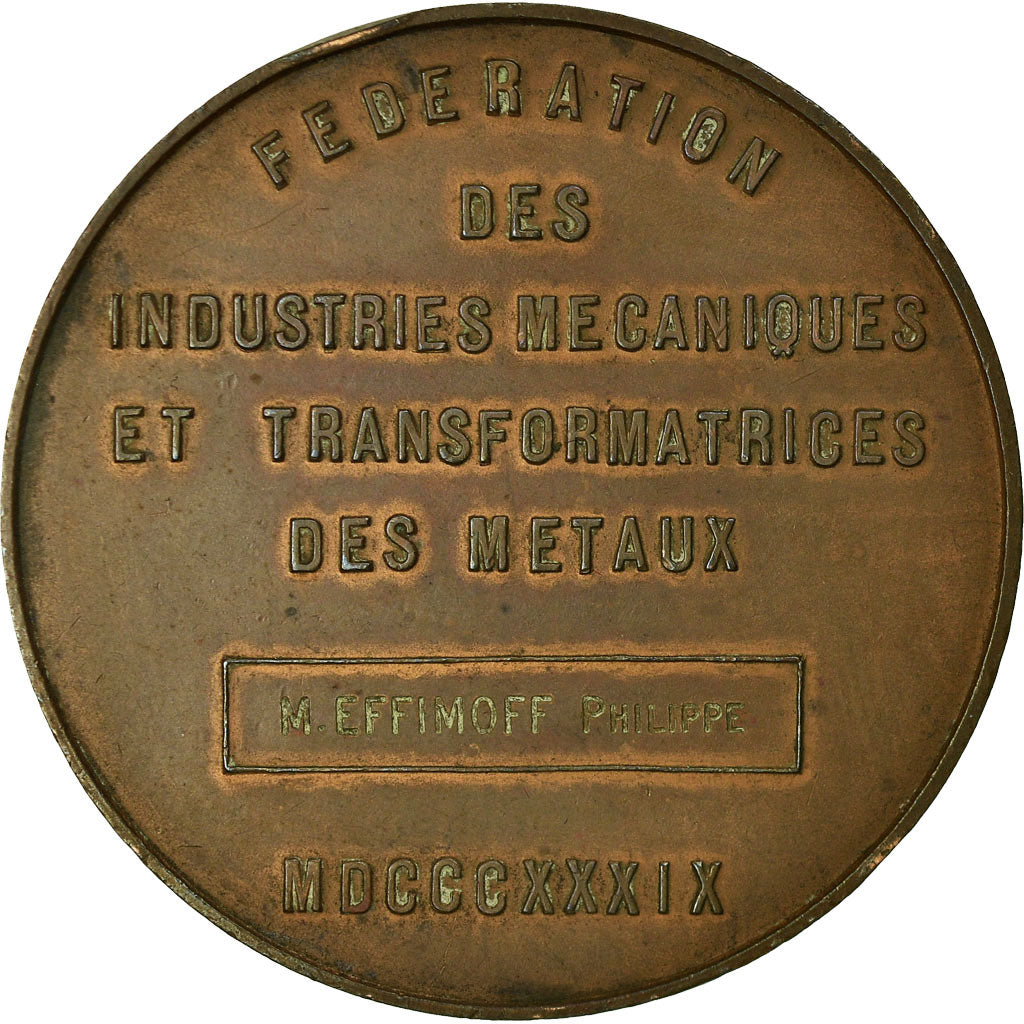 FEDERATION
DES
INDUSTRIES MECANIQUES
ET TRANSFORMATRICES
DES METAUX
M. EFFIMOFF PHILIPPE
MDCCCXXXIX